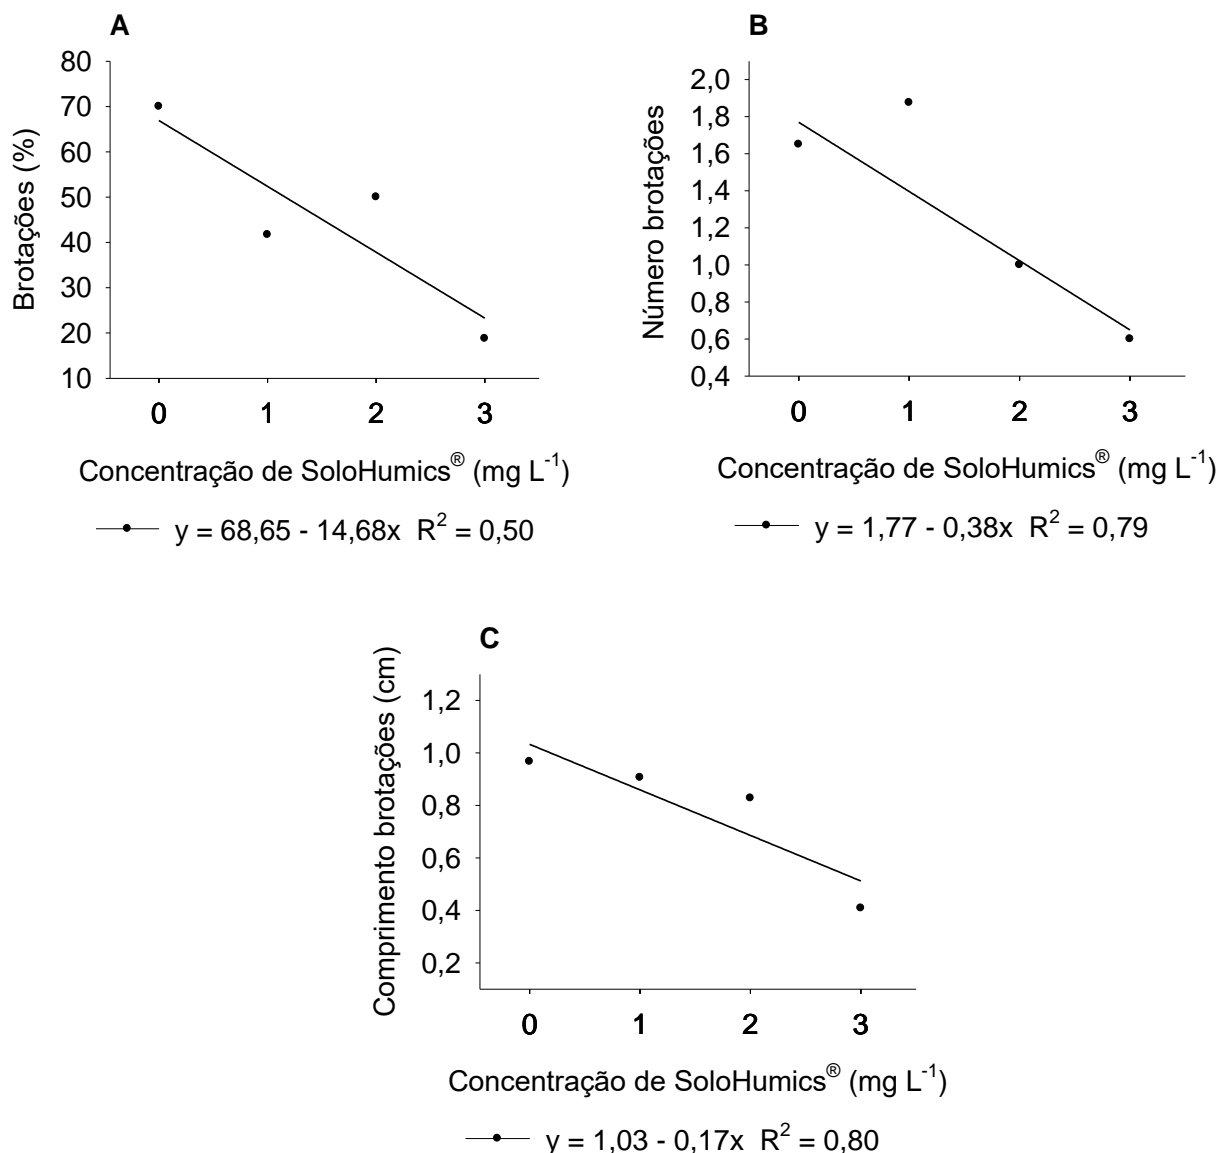 A
Brotações (%)
80
70
60
50
40
30
20
10
0 1 2 3
Concentração de SoloHumics® (mg L⁻¹)
y = 68,65 - 14,68x R² = 0,50
B
Número brotações
2,0
1,8
1,6
1,4
1,2
1,0
0,8
0,6
0,4
0 1 2 3
Concentração de SoloHumics® (mg L⁻¹)
y = 1,77 - 0,38x R² = 0,79
C
Comprimento brotações (cm)
1,2
1,0
0,8
0,6
0,4
0,2
0 1 2 3
Concentração de SoloHumics® (mg L⁻¹)
y = 1,03 - 0,17x R² = 0,80